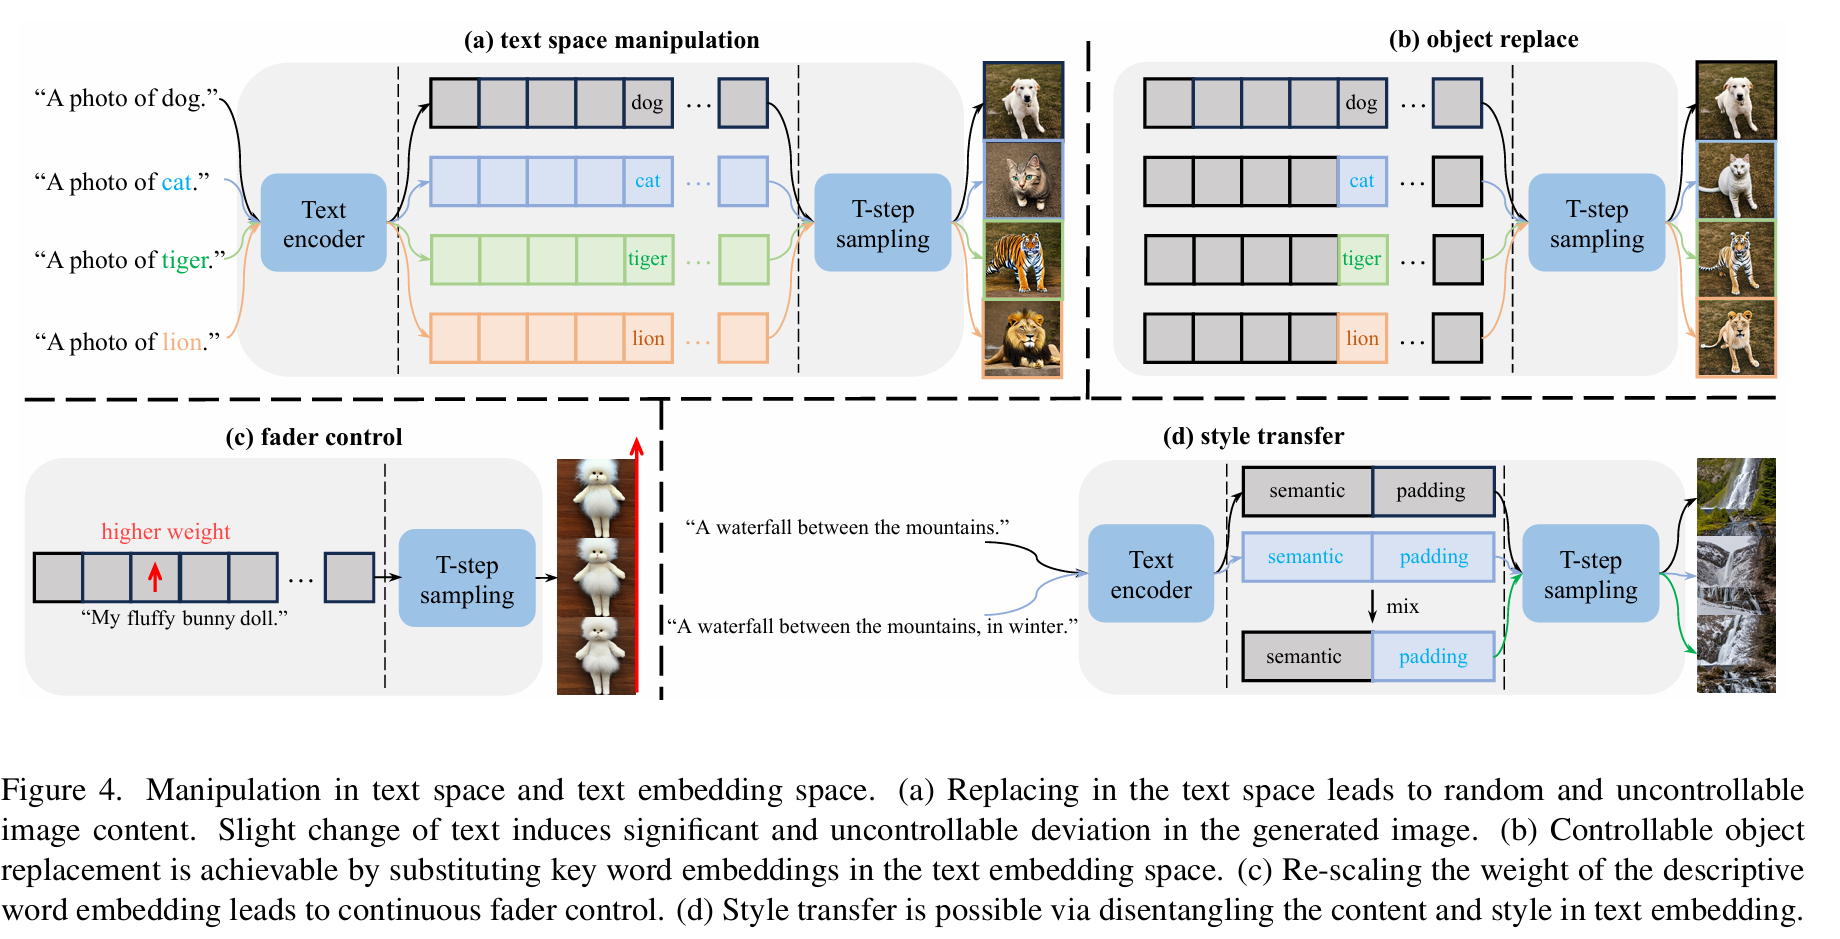 (a) text space manipulation
“A photo of dog.”
“A photo of cat.”
“A photo of tiger.”
“A photo of lion.”
Text
encoder
dog
...
cat
...
tiger
...
lion
...
T-step
sampling
(b) object replace
dog
...
cat
...
tiger
...
lion
...
T-step
sampling
(c) fader control
higher weight
...
“My fluffy bunny doll.”
T-step
sampling
(d) style transfer
“A waterfall between the mountains.”
“A waterfall between the mountains, in winter.”
Text
encoder
semantic padding
semantic padding
mix
semantic padding
T-step
sampling
Figure 4. Manipulation in text space and text embedding space. (a) Replacing in the text space leads to random and uncontrollable
image content. Slight change of text induces significant and uncontrollable deviation in the generated image. (b) Controllable object
replacement is achievable by substituting key word embeddings in the text embedding space. (c) Re-scaling the weight of the descriptive
word embedding leads to continuous fader control. (d) Style transfer is possible via disentangling the content and style in text embedding.